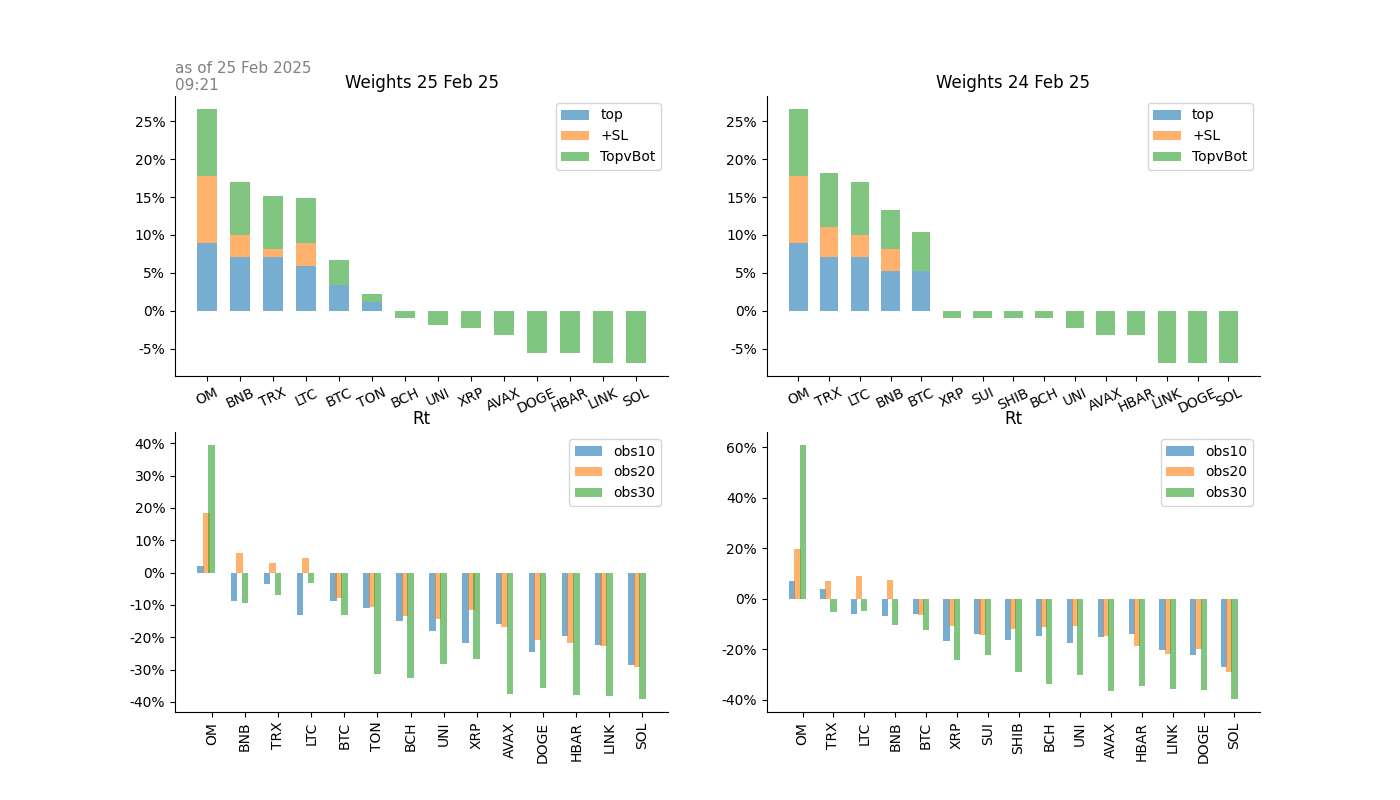 as of 25 Feb 2025
09:21
Weights 25 Feb 25
25%
20%
15%
10%
5%
0%
-5%
top
+SL
TopvBot
OM BNB TRX LTC BTC TON BCH UNI XRP AVAX DOGE HBAR LINK SOL
Weights 24 Feb 25
25%
20%
15%
10%
5%
0%
-5%
top
+SL
TopvBot
OM TRX LTC BNB BTC XRP SUI SHIB BCH UNI AVAX HBAR LINK DOGE SOL
Rt
40%
30%
20%
10%
0%
-10%
-20%
-30%
-40%
obs10
obs20
obs30
OM BNB TRX LTC BTC TON BCH UNI XRP AVAX DOGE HBAR LINK SOL
Rt
60%
40%
20%
0%
-20%
-40%
obs10
obs20
obs30
OM TRX LTC BNB BTC XRP SUI SHIB BCH UNI AVAX HBAR LINK DOGE SOL